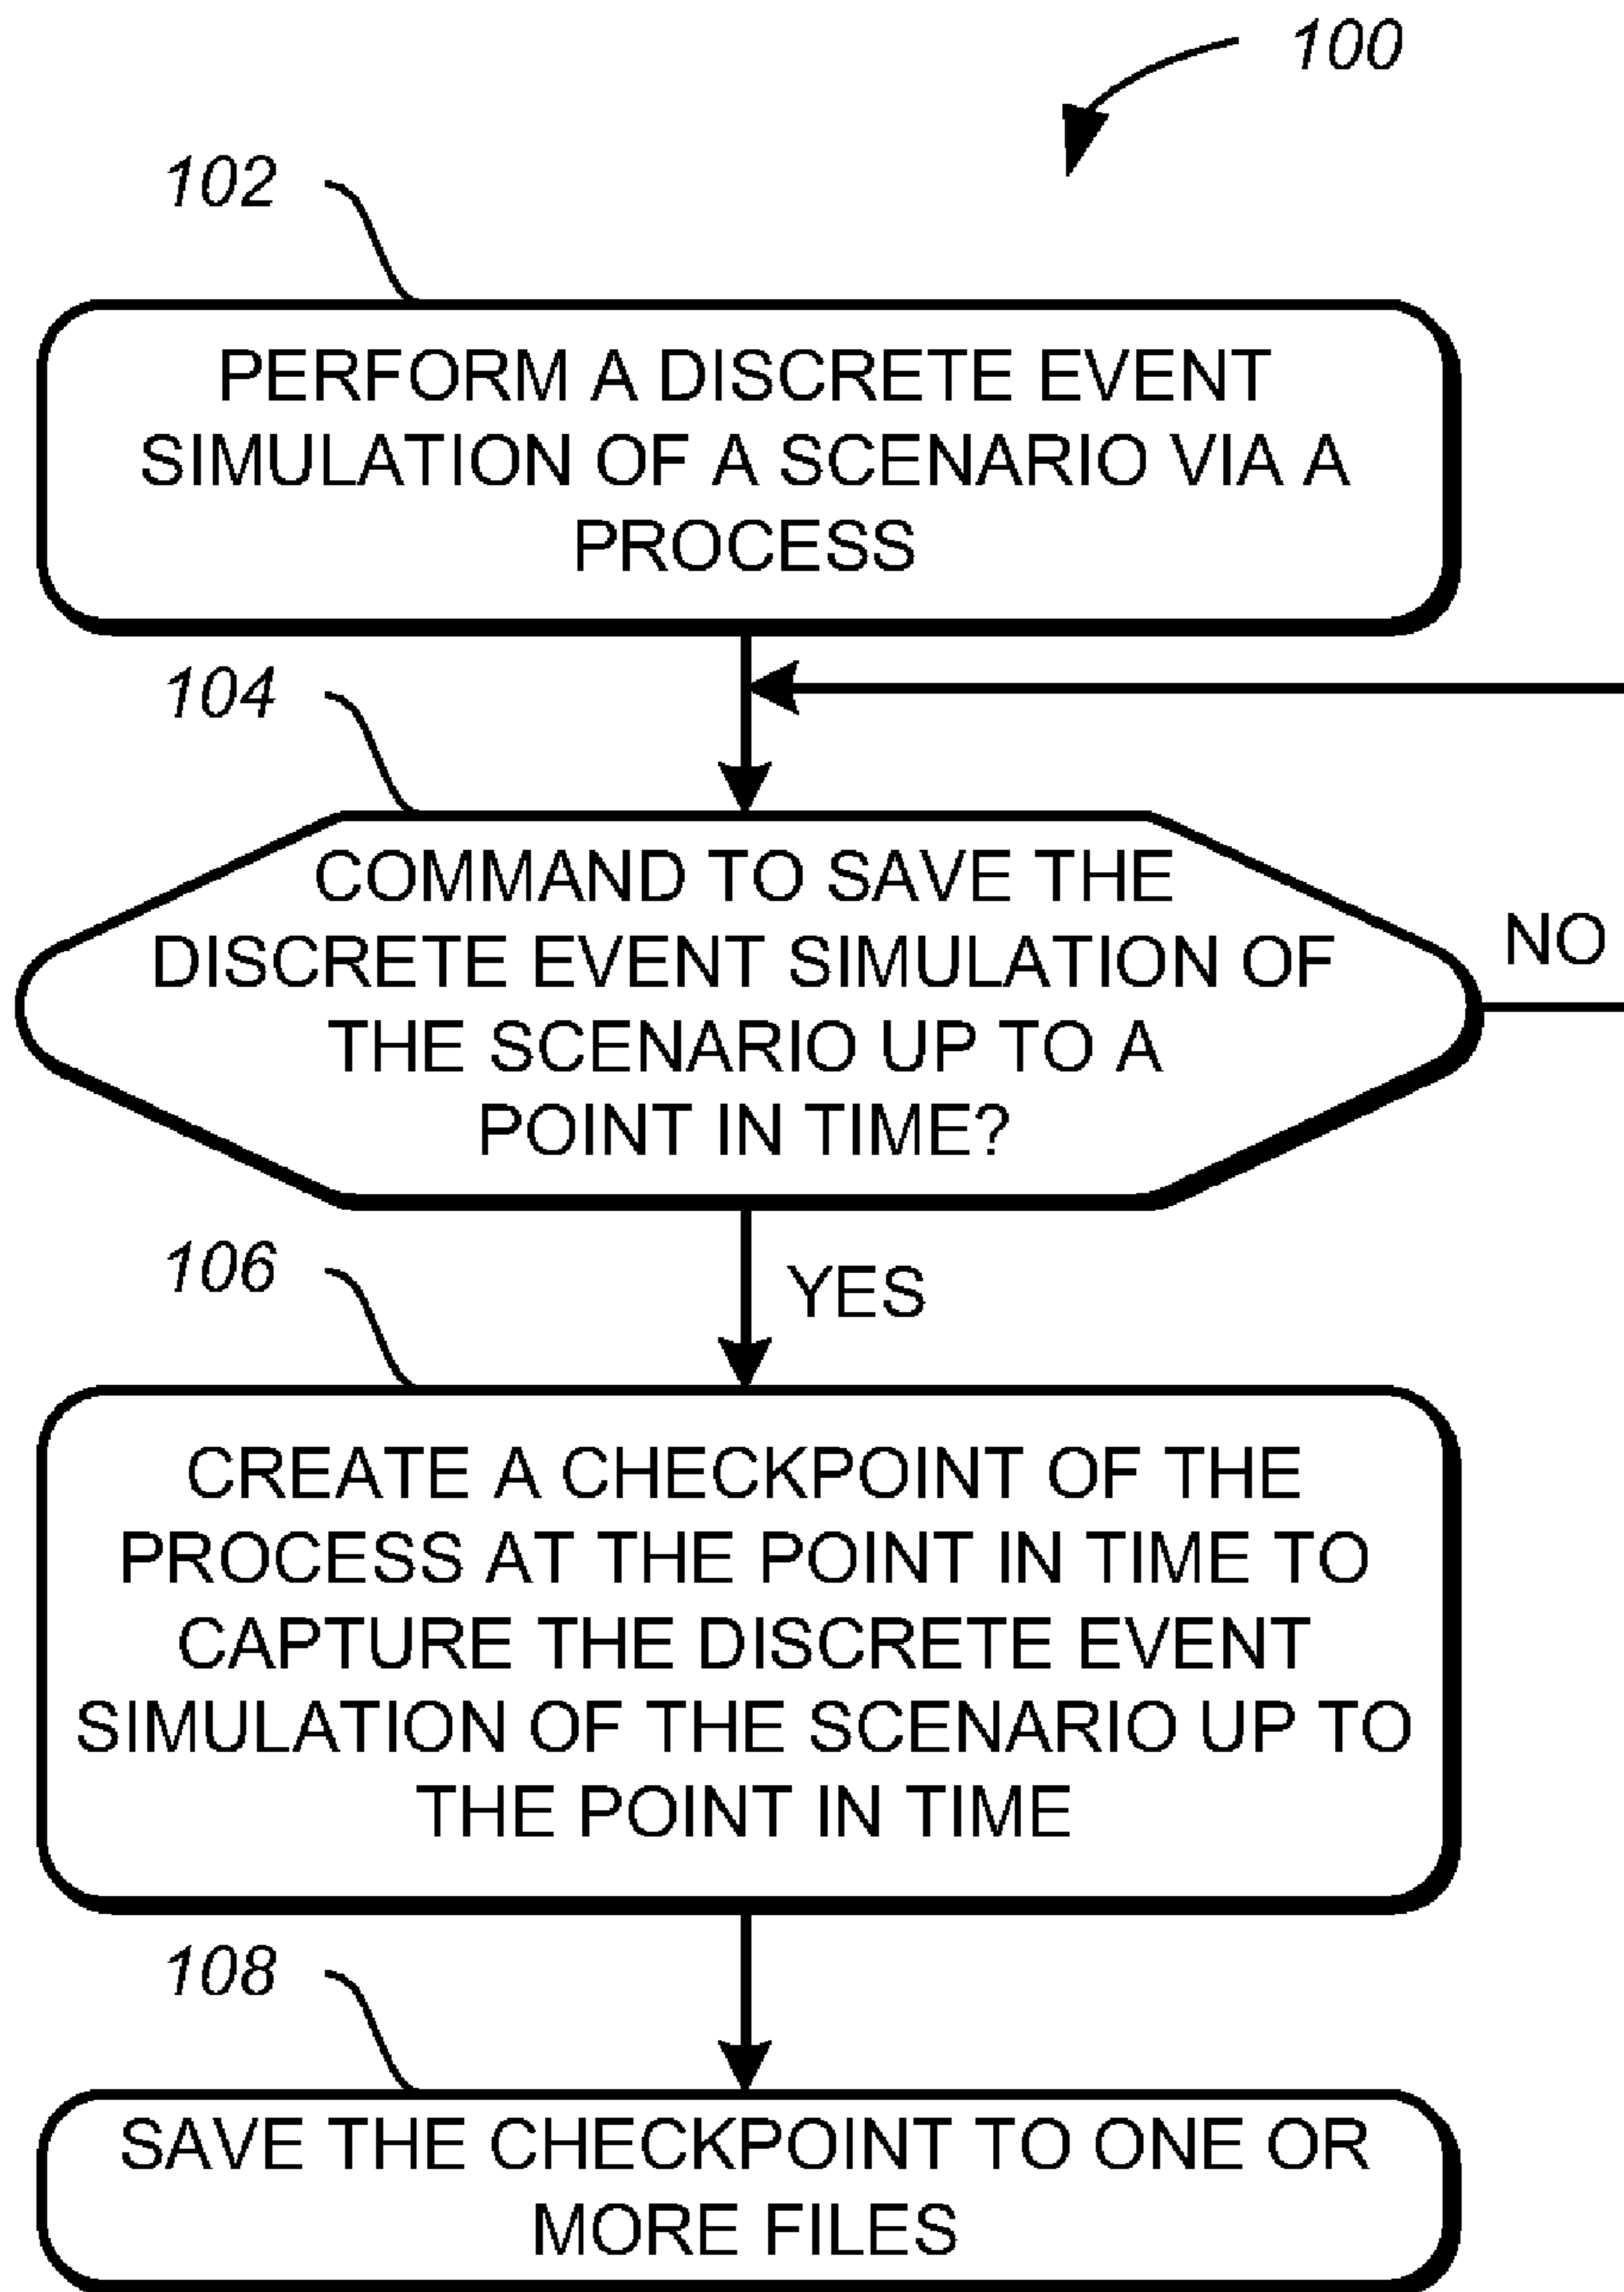 100
102
PERFORM A DISCRETE EVENT
SIMULATION OF A SCENARIO VIA A
PROCESS
104
COMMAND TO SAVE THE
DISCRETE EVENT SIMULATION OF
THE SCENARIO UP TO A
POINT IN TIME?
NO
106
YES
CREATE A CHECKPOINT OF THE
PROCESS AT THE POINT IN TIME TO
CAPTURE THE DISCRETE EVENT
SIMULATION OF THE SCENARIO UP TO
THE POINT IN TIME
108
SAVE THE CHECKPOINT TO ONE OR
MORE FILES